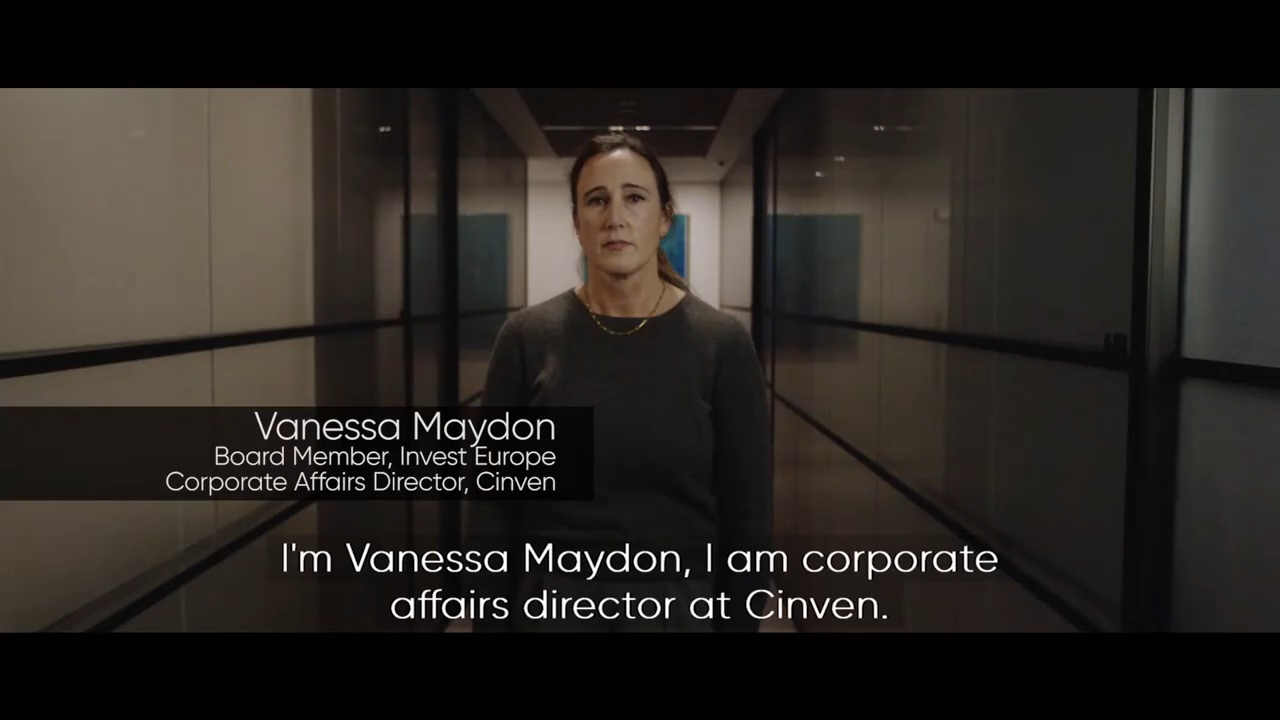 Vanessa Maydon
Board Member, Invest Europe
Corporate Affairs Director, Cinven
I'm Vanessa Maydon, I am corporate
affairs director at Cinven.